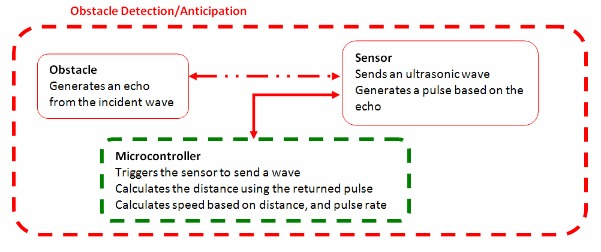 Obstacle Detection/Anticipation
Obstacle
Generates an echo
from the incident wave
Sensor
Sends an ultrasonic wave
Generates a pulse based on the
echo
Microcontroller
Triggers the sensor to send a wave
Calculates the distance using the returned pulse
Calculates speed based on distance, and pulse rate